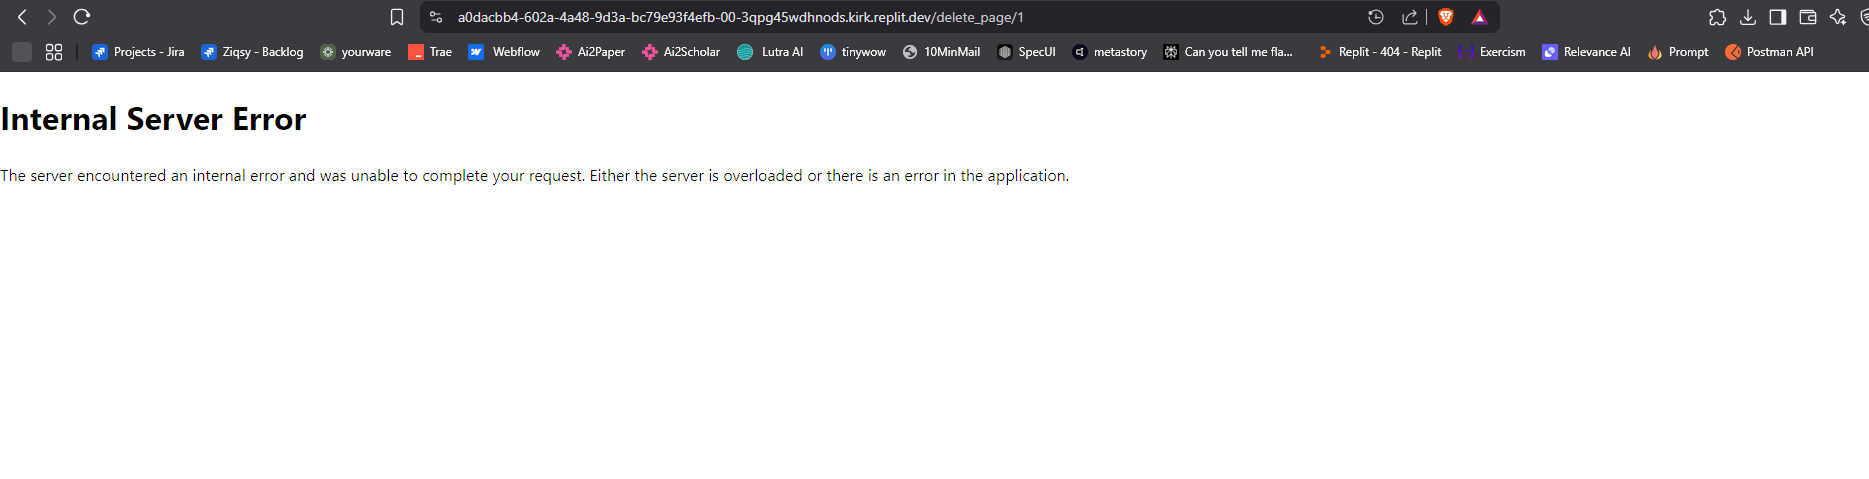 a0dacbb4-602a-4a48-9d3a-bc79e93f4efb-00-3qpg45wdhnods.kirk.replit.dev/delete_page/1
Projects - Jira Ziqsy - Backlog yourware Trae Webflow Ai2Paper Ai2Scholar Lutra AI tinywow 10MinMail SpecUI metastory Can you tell me fla... Replit - 404 - Replit Exercism Relevance AI Prompt Postman API
Internal Server Error
The server encountered an internal error and was unable to complete your request. Either the server is overloaded or there is an error in the application.